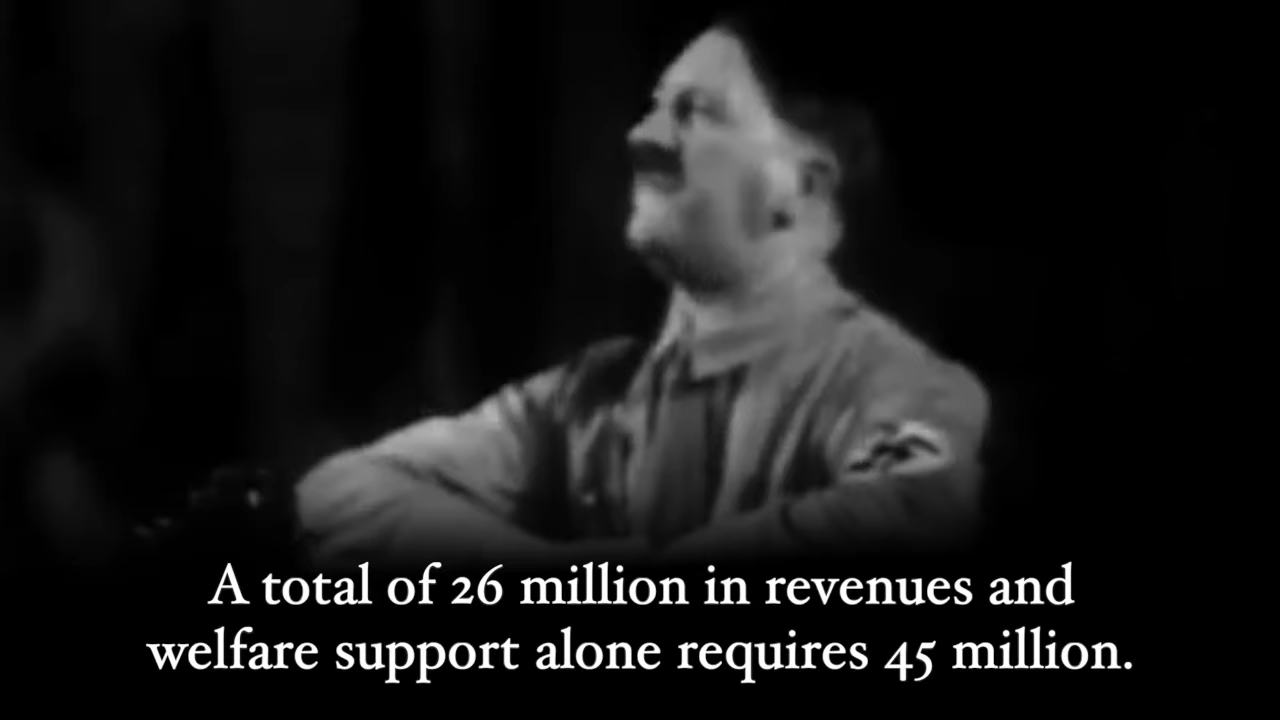 A total of 26 million in revenues and
welfare support alone requires 45 million.